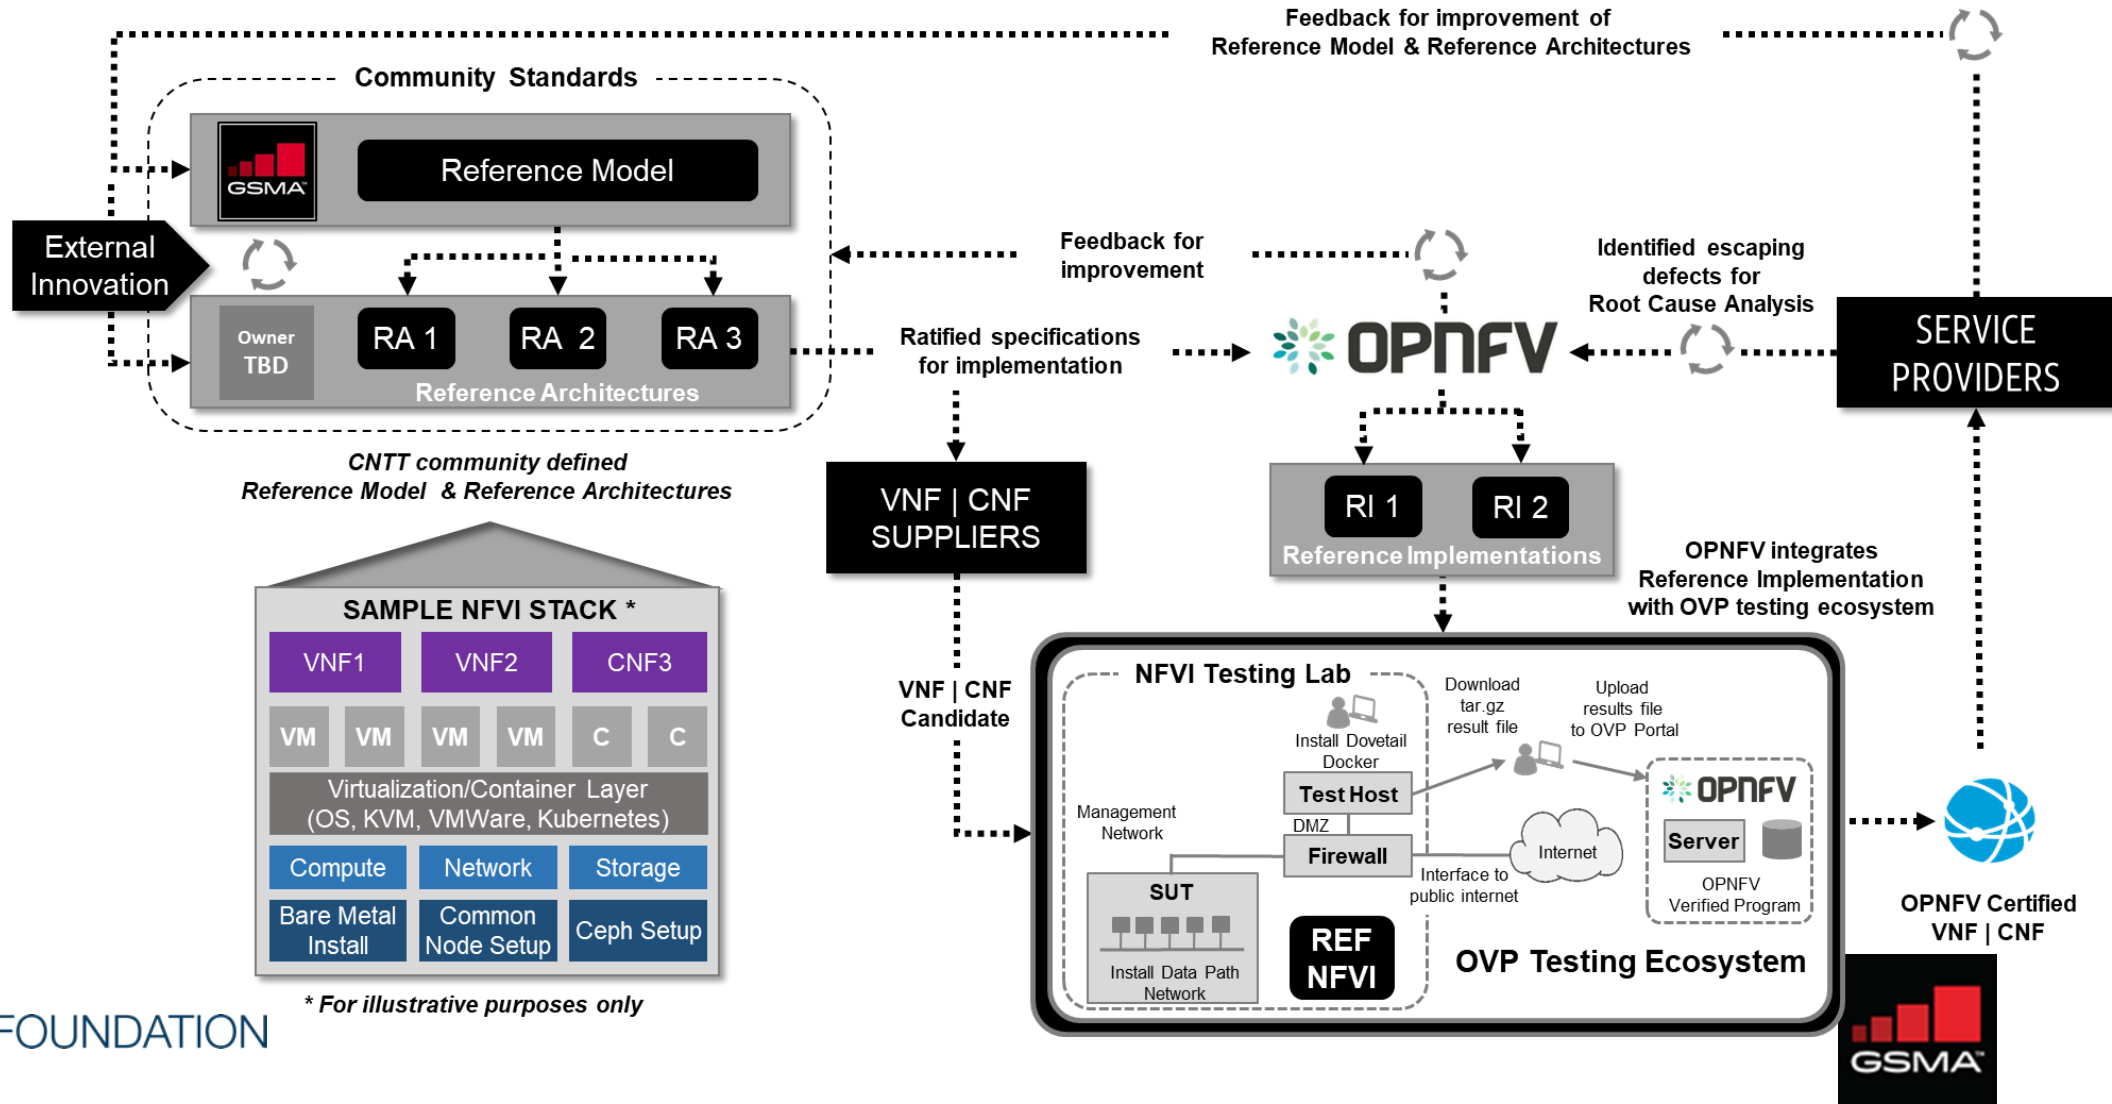 Feedback for improvement of
Reference Model & Reference Architectures
Community Standards
GSMA™
Reference Model
External
Innovation
Owner
TBD
RA 1
RA 2
RA 3
Reference Architectures
CNTT community defined
Reference Model & Reference Architectures
Feedback for
improvement
Ratified specifications
for implementation
OPNFV
Identified escaping
defects for
Root Cause Analysis
SERVICE
PROVIDERS
VNF | CNF
SUPPLIERS
RI 1
RI 2
Reference Implementations
OPNFV integrates
Reference Implementation
with OVP testing ecosystem
SAMPLE NFVI STACK *
VNF1
VNF2
CNF3
VM
VM
VM
VM
C
C
Virtualization/Container Layer
(OS, KVM, VMWare, Kubernetes)
Compute
Network
Storage
Bare Metal
Install
Common
Node Setup
Ceph Setup
* For illustrative purposes only
FOUNDATION
VNF | CNF
Candidate
NFVI Testing Lab
Install Dovetail
Docker
Test Host
DMZ
Firewall
Management
Network
SUT
Install Data Path
Network
REF
NFVI
Download
tar.gz
result file
Upload
results file
to OVP Portal
Internet
Interface to
public internet
OPNFV
Server
OPNFV
Verified Program
OVP Testing Ecosystem
OPNFV Certified
VNF | CNF
GSMA™